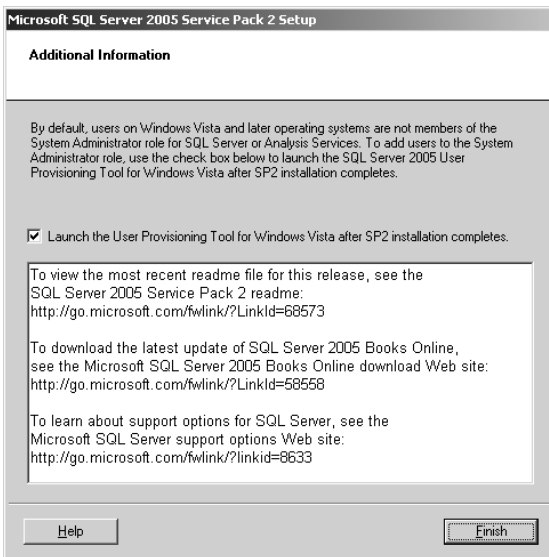 Microsoft SQL Server 2005 Service Pack 2 Setup
Additional Information
By default, users on Windows Vista and later operating systems are not members of the
System Administrator role for SQL Server or Analysis Services. To add users to the System
Administrator role, use the check box below to launch the SQL Server 2005 User
Provisioning Tool for Windows Vista after SP2 installation completes.
Launch the User Provisioning Tool for Windows Vista after SP2 installation completes.
To view the most recent readme file for this release, see the
SQL Server 2005 Service Pack 2 readme:
http://go.microsoft.com/fwlink/?LinkId=68573
To download the latest update of SQL Server 2005 Books Online,
see the Microsoft SQL Server 2005 Books Online download Web site:
http://go.microsoft.com/fwlink/?LinkId=58558
To learn about support options for SQL Server, see the
Microsoft SQL Server support options Web site:
http://go.microsoft.com/fwlink/?linkid=8633
Help
Finish